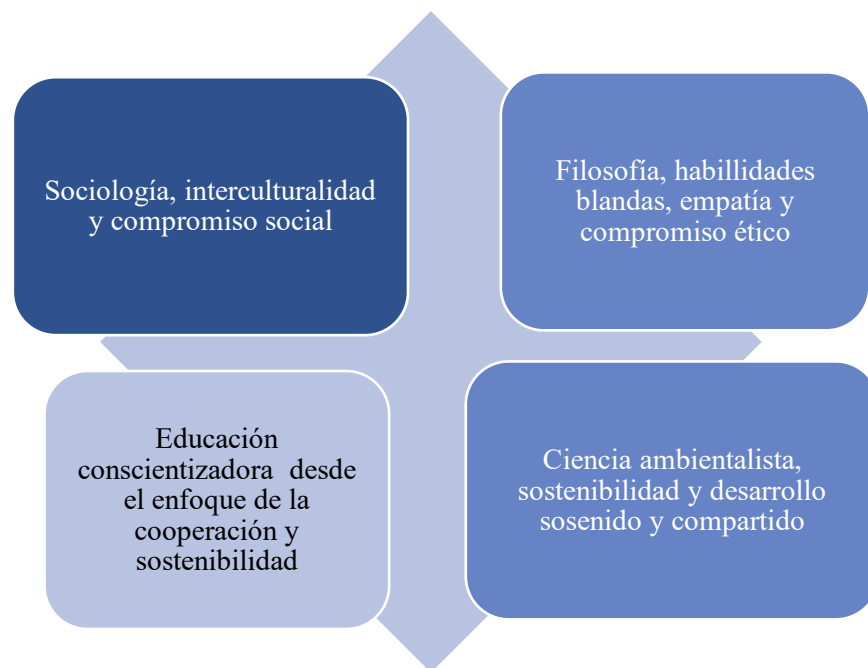 Sociología, interculturalidad
y compromiso social
Filosofía, habillidades
blandas, empatía y
compromiso ético
Educación
conscientizadora  desde
el enfoque de la
cooperación y
sostenibilidad
Ciencia ambientalista,
sostenibilidad y desarrollo
sosenido y compartido